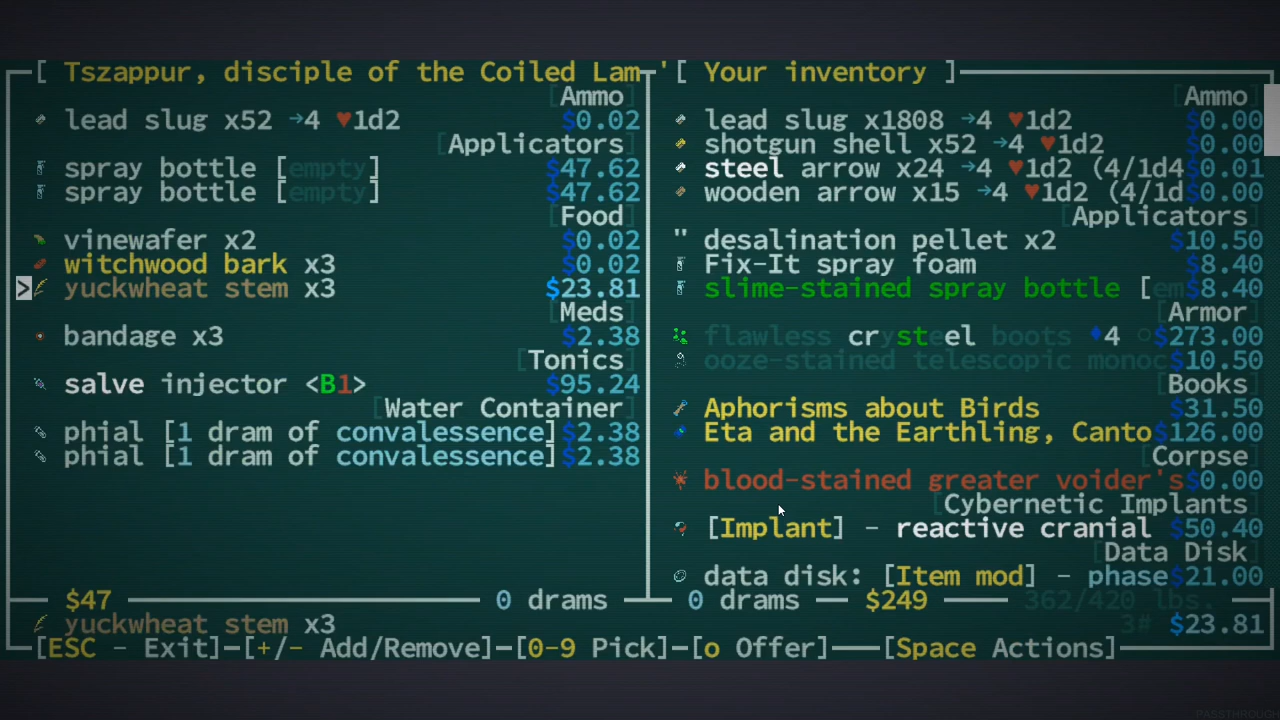 [ Tszappur, disciple of the Coiled Lam
[Ammo]
lead slug x52 →4 ♥1d2 $0.02
[Applicators]
spray bottle [empty] $47.62
spray bottle [empty] $47.62
[Food]
vinewafer x2 $0.02
witchwood bark x3 $0.02
> yuckwheat stem x3 $23.81
[Meds]
bandage x3 $2.38
[Tonics]
salve injector <B1> $95.24
[Water Container]
phial [1 dram of convalessence] $2.38
phial [1 dram of convalessence] $2.38
$47 0 drams
yuckwheat stem x3
'[ Your inventory ]
[Ammo]
lead slug x1808 →4 ♥1d2 $0.00
shotgun shell x52 →4 ♥1d2 $0.00
steel arrow x24 →4 ♥1d2 (4/1d4 $0.01
wooden arrow x15 →4 ♥1d2 (4/1d $0.00
[Applicators]
" desalination pellet x2 $10.50
Fix-It spray foam $8.40
slime-stained spray bottle [em $8.40
[Armor]
flawless crysteel boots ♦4 ○$273.00
ooze-stained telescopic monoc $10.50
[Books]
Aphorisms about Birds $31.50
Eta and the Earthling, Canto $126.00
[Corpse]
blood-stained greater voider's $0.00
[Cybernetic Implants]
[Implant] - reactive cranial $50.40
[Data Disk]
data disk: [Item mod] - phase $21.00
0 drams $249 362/420 lbs.
3# $23.81
[ESC - Exit]-[+/- Add/Remove]-[0-9 Pick]-[o Offer] [Space Actions]